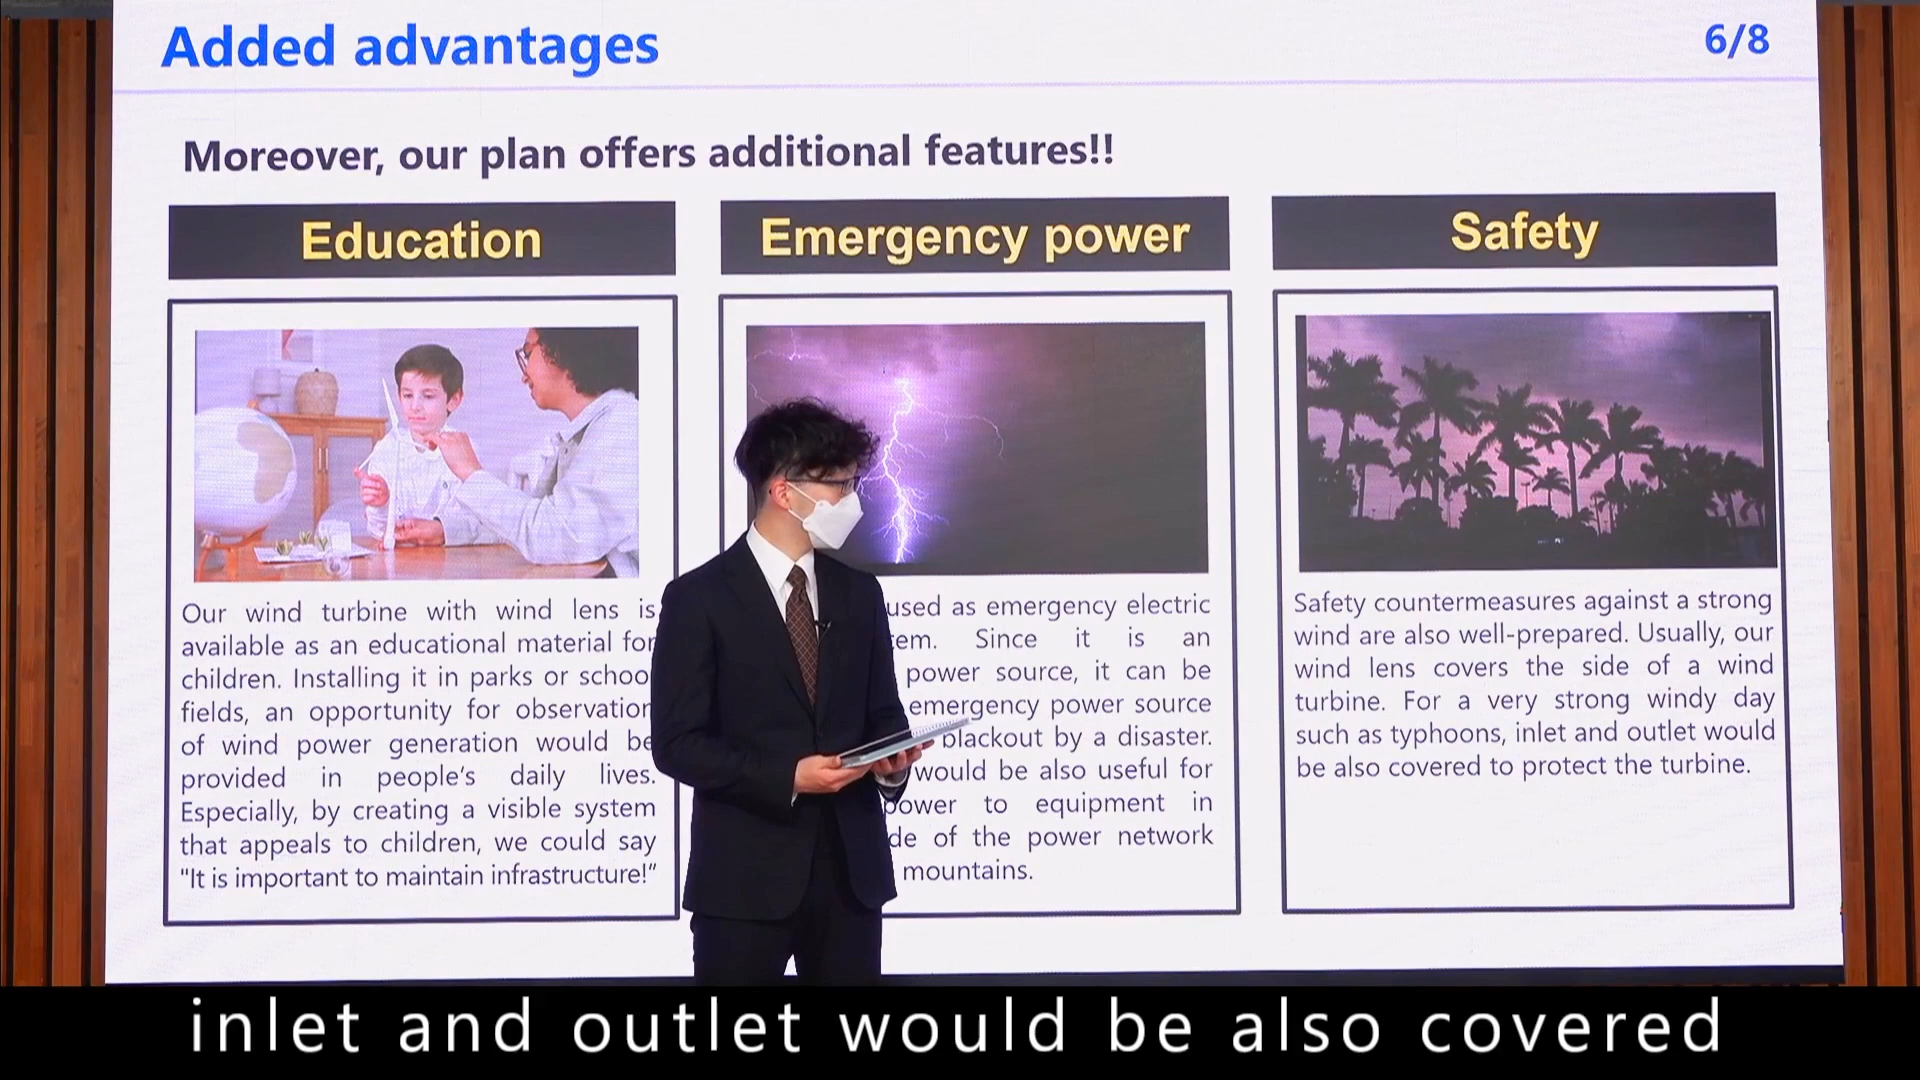 Added advantages
6/8
Moreover, our plan offers additional features!!
Education
Our wind turbine with wind lens is
available as an educational material for
children. Installing it in parks or schoo
fields, an opportunity for observation
of wind power generation would be
provided in people's daily lives.
Especially, by creating a visible system
that appeals to children, we could say
"It is important to maintain infrastructure!"
Emergency power
used as emergency electric
Since it is an
power source, it can be
emergency power source
blackout by a disaster.
would be also useful for
power to equipment in
of the power network
mountains.
Safety
Safety countermeasures against a strong
wind are also well-prepared. Usually, our
wind lens covers the side of a wind
turbine. For a very strong windy day
such as typhoons, inlet and outlet would
be also covered to protect the turbine.
inlet and outlet would be also covered